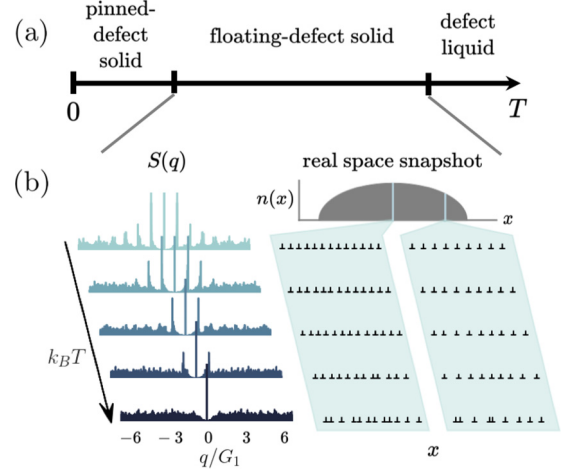 (a)
pinned-
defect
solid
floating-defect solid
defect
liquid
0
T
(b)
S(q)
real space snapshot
n(x)
x
k_BT
−6 −3 0 3 6
q/G_1
x